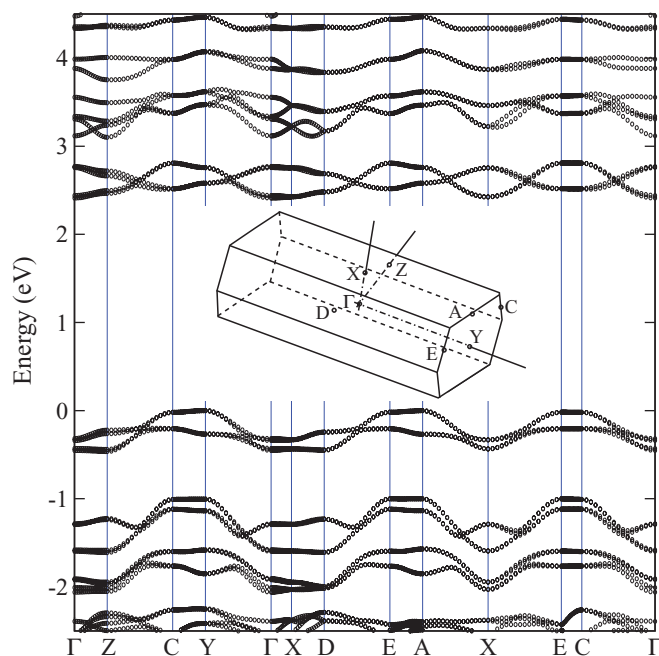 4
3
2
1
0
-1
-2
Energy (eV)
X
Z
Γ
D
A
C
Y
E
Γ Z C Y Γ X D E A X E C Γ